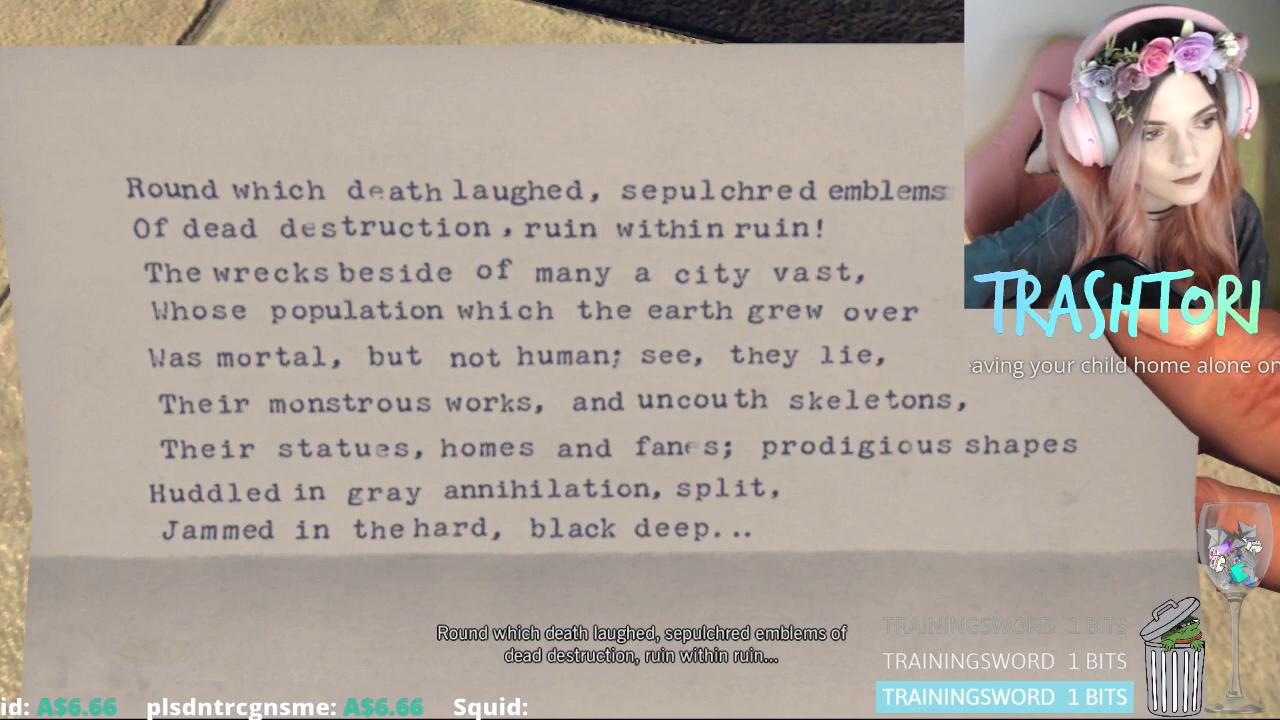 Round which death laughed, sepulchred emblems
Of dead destruction, ruin within ruin!
The wrecks beside of many a city vast,
Whose population which the earth grew over
Was mortal, but not human; see, they lie,
Their monstrous works, and uncouth skeletons,
Their statues, homes and fanes; prodigious shapes
Huddled in gray annihilation, split,
Jammed in the hard, black deep...
TRASHTORI
aving your child home alone on
Round which death laughed, sepulchred emblems of
dead destruction, ruin within ruin...
TRAININGSWORD 1 BITS
TRAININGSWORD 1 BITS
TRAININGSWORD 1 BITS
id: A$6.66 plsdntrcgnsme: A$6.66 Squid: